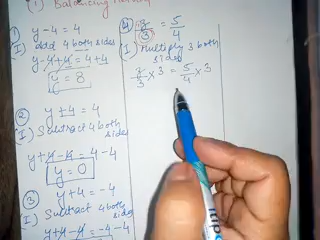 ① Balancing
① y - 4 = 4
(I) add 4 both sides
y - 4 + 4 = 4 + 4
y = 8
② y + 4 = 4
(I) Subtract 4 both
sides
y + 4 - 4 = 4 - 4
y = 0
③ y + 4 = -4
(I) Subtract 4 both
sides
y + 4 - 4 = -4 - 4
④ y/3 = 5/4
(I) Multiply 3 both
sides
y/3 × 3 = 5/4 × 3